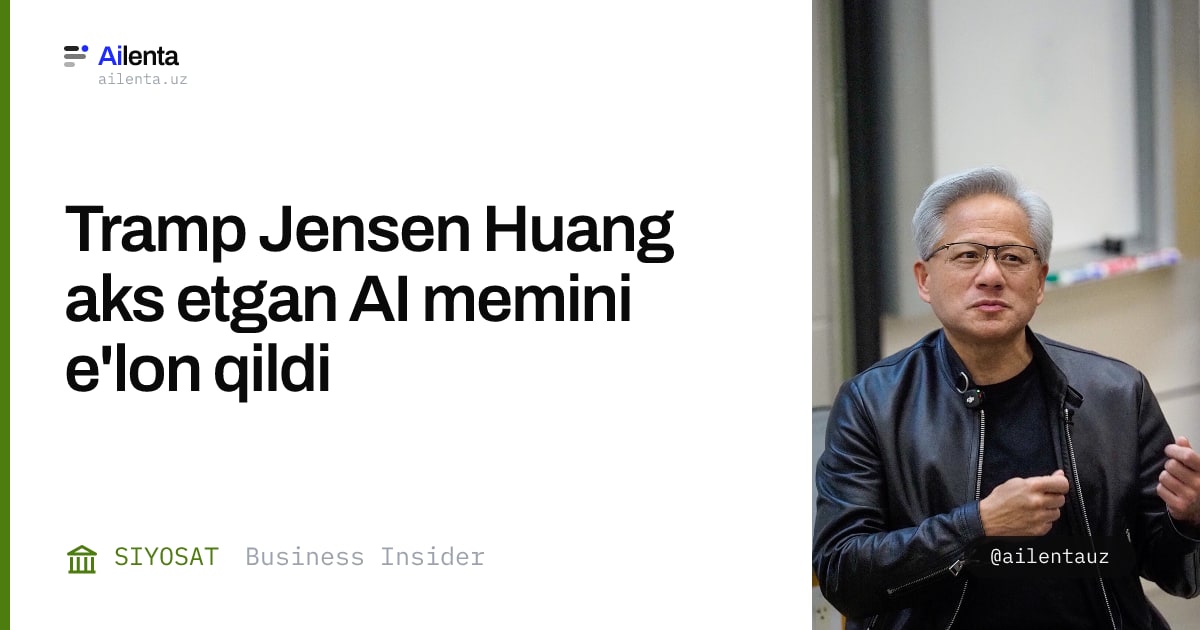 Ailenta
ailenta.uz
Tramp Jensen Huang
aks etgan AI memini
e'lon qildi
SIYOSAT Business Insider
@ailentauz